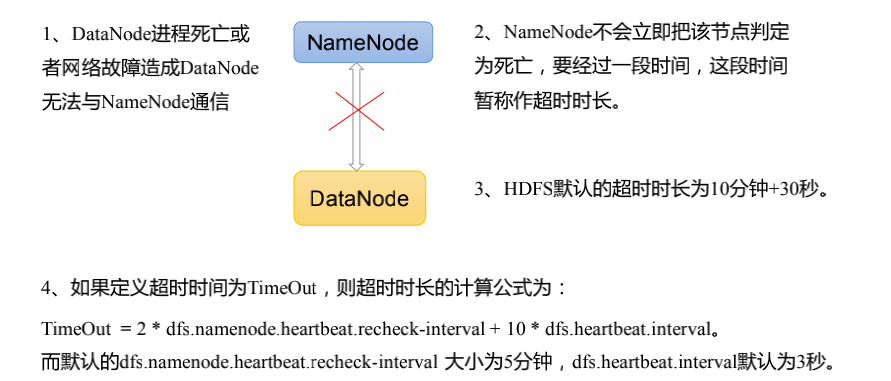 1、DataNode进程死亡或
者网络故障造成DataNode
无法与NameNode通信
NameNode
DataNode
2、NameNode不会立即把该节点判定
为死亡，要经过一段时间，这段时间
暂称作超时时长。
3、HDFS默认的超时时长为10分钟+30秒。
4、如果定义超时时间为TimeOut，则超时时长的计算公式为：
TimeOut = 2 * dfs.namenode.heartbeat.recheck-interval + 10 * dfs.heartbeat.interval。
而默认的dfs.namenode.heartbeat.recheck-interval 大小为5分钟，dfs.heartbeat.interval默认为3秒。